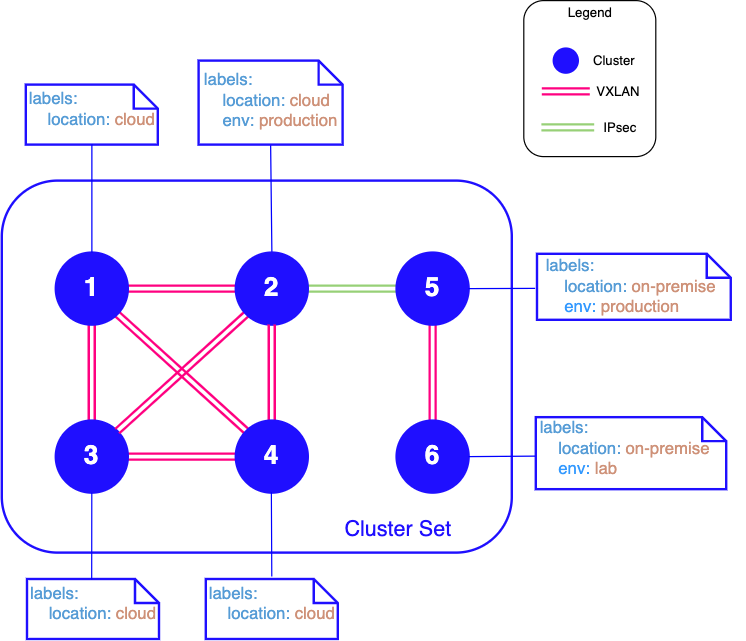 Legend
Cluster
VXLAN
IPsec
labels:
location: cloud
labels:
location: cloud
env: production
1
2
5
labels:
location: on-premise
env: production
3
4
6
labels:
location: on-premise
env: lab
Cluster Set
labels:
location: cloud
labels:
location: cloud